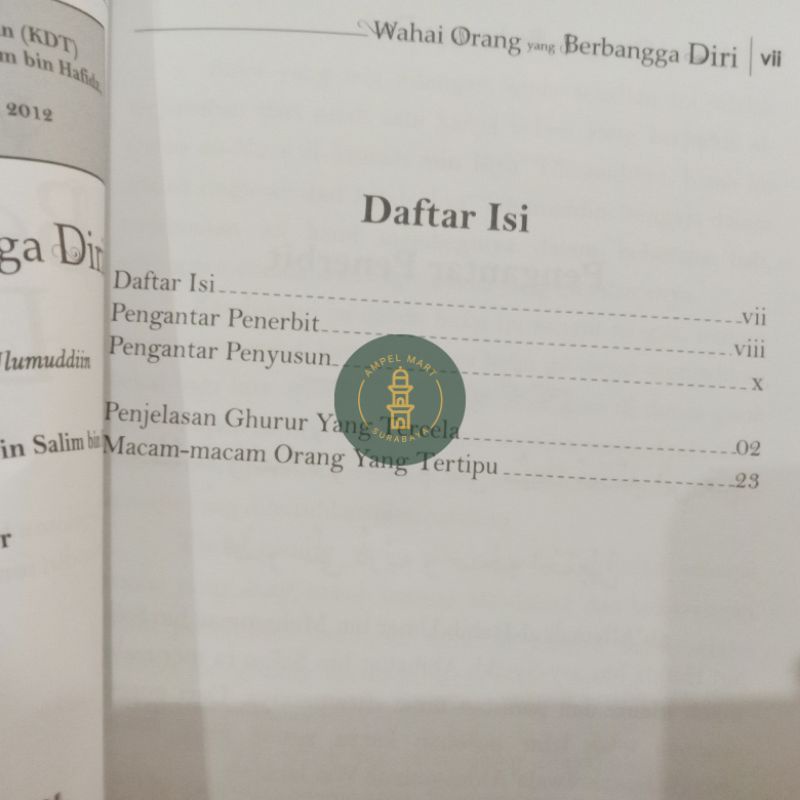 n (KDT)
m bin Hafidz,
2012
ga Diri
Ulumuddiin
in Salim bin
r
Wahai Orang yang Berbangga Diri | vii
Daftar Isi
Daftar Isi vii
Pengantar Penerbit viii
Pengantar Penyusun x
Penjelasan Ghurur Yang Tercela 02
Macam-macam Orang Yang Tertipu 23
AMPEL MART
SURABAYA